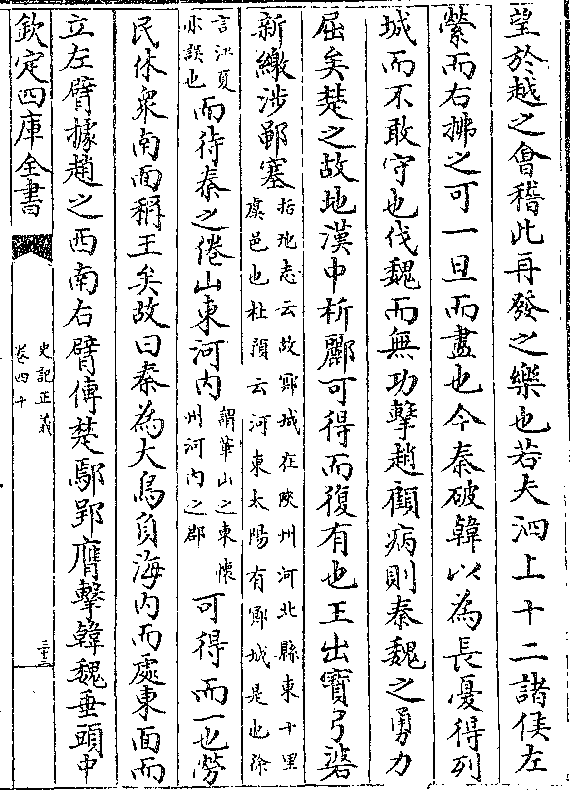 望於越之會稽此再發之樂也若夫泗上十二諸侯左
縈而右拂之可一旦而盡也今秦破韓以為長憂得列
城而不敢守也伐魏而無功擊趙顧病則秦魏之勇力
屈矣楚之故地漢中析酈可得而復有也王出寶弓碆
新繳涉鄳塞括地志云故鄳城在陜州河北縣東十里
虞邑也杜預云河東太陽有鄳城是也徐
言江夏
亦誤也而待秦之倦山東河内謂華山之東懷
州河内之郡可得而一也勞
民休衆南面稱王矣故曰秦為大鳥負海内而處東面而
立左臂據趙之西南右臂傅楚鄢郢膺擊韓魏垂頭中
欽定四庫全書
史記正義
卷四十
二十三